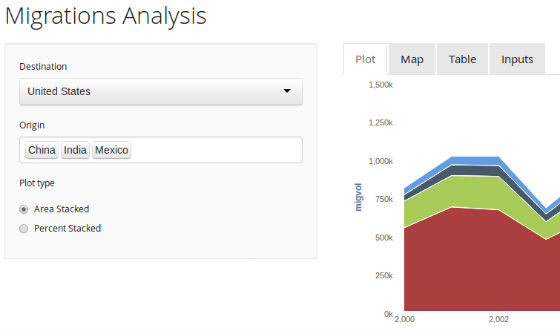 Migrations Analysis
Destination
United States
Origin
China India Mexico
Plot type
Area Stacked
Percent Stacked
Plot Map Table Inputs
1,500k
1,250k
1,000k
750k
500k
250k
0k
migvol
2,000 2,002